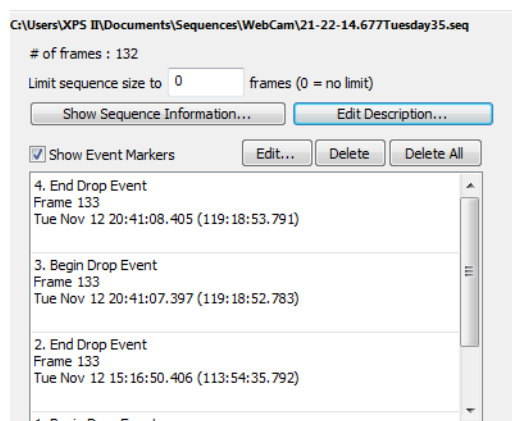 C:\Users\XPS II\Documents\Sequences\WebCam\21-22-14.677Tuesday35.seq
# of frames : 132
Limit sequence size to 0 frames (0 = no limit)
Show Sequence Information... Edit Description...
Show Event Markers Edit... Delete Delete All
4. End Drop Event
Frame 133
Tue Nov 12 20:41:08.405 (119:18:53.791)
3. Begin Drop Event
Frame 133
Tue Nov 12 20:41:07.397 (119:18:52.783)
2. End Drop Event
Frame 133
Tue Nov 12 15:16:50.406 (113:54:35.792)